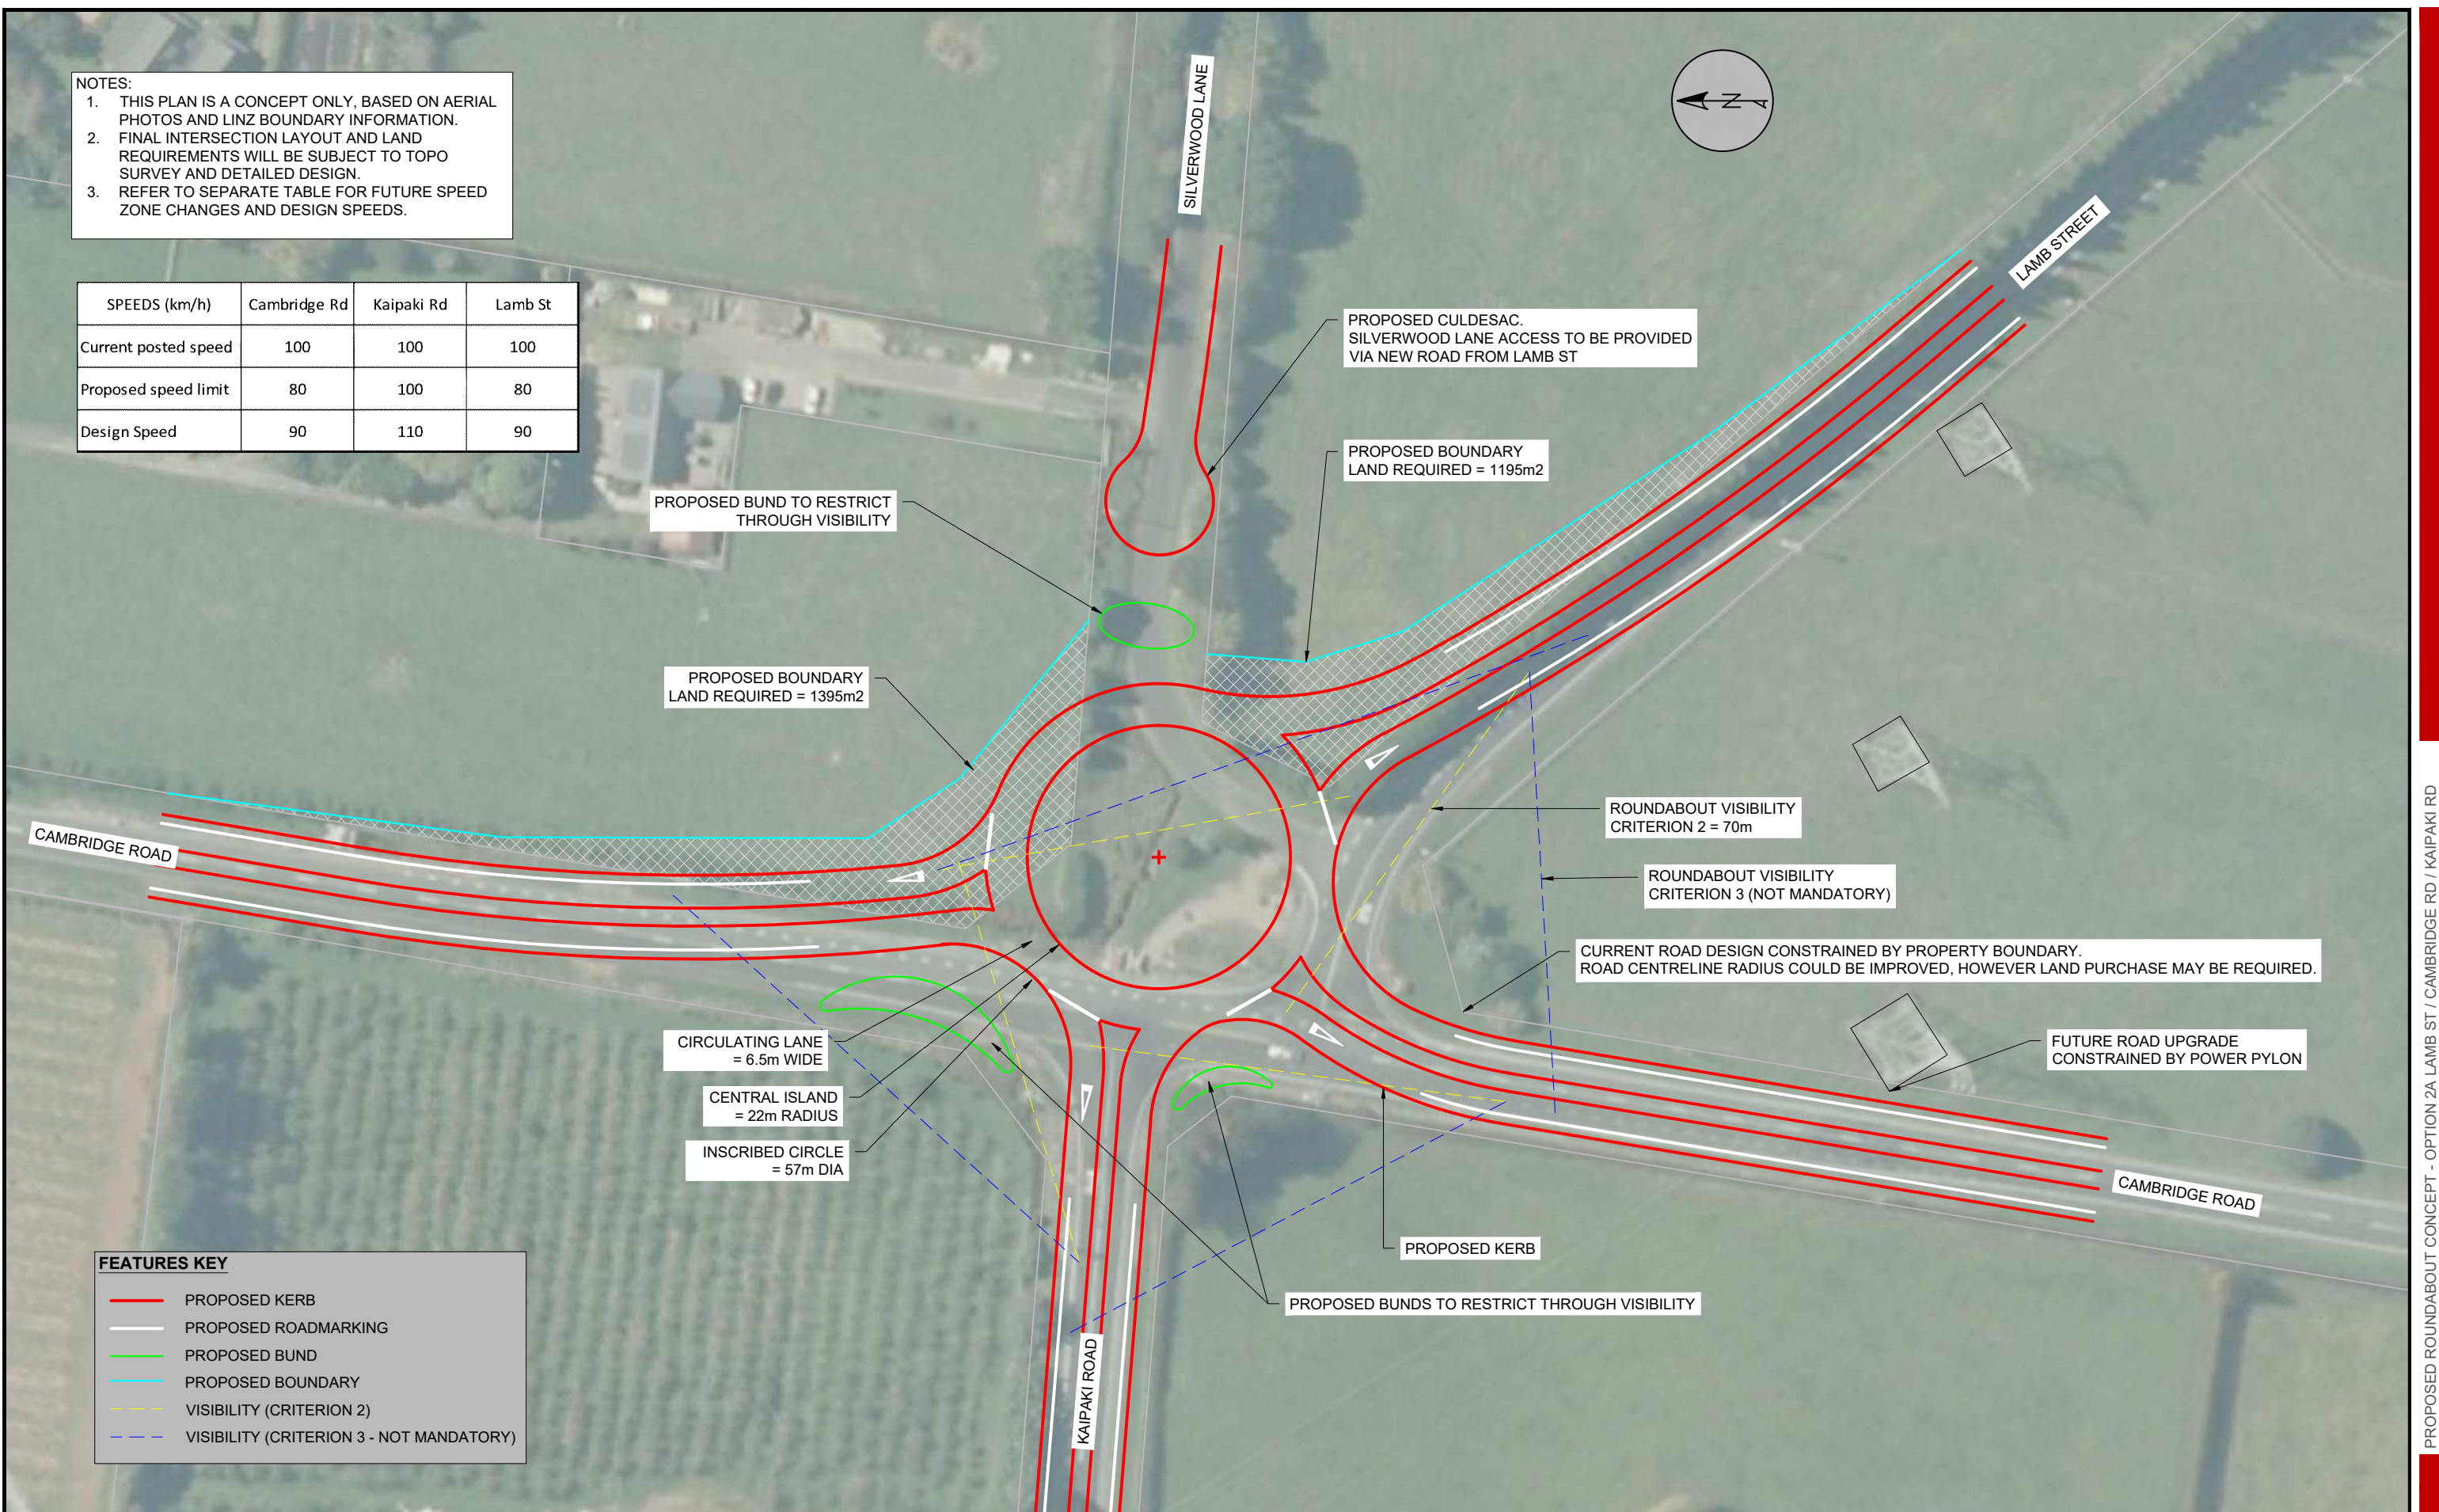 NOTES:
1. THIS PLAN IS A CONCEPT ONLY, BASED ON AERIAL
PHOTOS AND LINZ BOUNDARY INFORMATION.
2. FINAL INTERSECTION LAYOUT AND LAND
REQUIREMENTS WILL BE SUBJECT TO TOPO
SURVEY AND DETAILED DESIGN.
3. REFER TO SEPARATE TABLE FOR FUTURE SPEED
ZONE CHANGES AND DESIGN SPEEDS.
SPEEDS (km/h) Cambridge Rd Kaipaki Rd Lamb St
Current posted speed 100 100 100
Proposed speed limit 80 100 80
Design Speed 90 110 90
SILVERWOOD LANE
N
LAMB STREET
PROPOSED CULDESAC.
SILVERWOOD LANE ACCESS TO BE PROVIDED
VIA NEW ROAD FROM LAMB ST
PROPOSED BOUNDARY
LAND REQUIRED = 1195m2
PROPOSED BUND TO RESTRICT
THROUGH VISIBILITY
PROPOSED BOUNDARY
LAND REQUIRED = 1395m2
CAMBRIDGE ROAD
ROUNDABOUT VISIBILITY
CRITERION 2 = 70m
ROUNDABOUT VISIBILITY
CRITERION 3 (NOT MANDATORY)
CURRENT ROAD DESIGN CONSTRAINED BY PROPERTY BOUNDARY.
ROAD CENTRELINE RADIUS COULD BE IMPROVED, HOWEVER LAND PURCHASE MAY BE REQUIRED.
CIRCULATING LANE
= 6.5m WIDE
CENTRAL ISLAND
= 22m RADIUS
INSCRIBED CIRCLE
= 57m DIA
FUTURE ROAD UPGRADE
CONSTRAINED BY POWER PYLON
CAMBRIDGE ROAD
PROPOSED KERB
PROPOSED BUNDS TO RESTRICT THROUGH VISIBILITY
KAIPAKI ROAD
FEATURES KEY
PROPOSED KERB
PROPOSED ROADMARKING
PROPOSED BUND
PROPOSED BOUNDARY
VISIBILITY (CRITERION 2)
VISIBILITY (CRITERION 3 - NOT MANDATORY)
PROPOSED ROUNDABOUT CONCEPT - OPTION 2A LAMB ST / CAMBRIDGE RD / KAIPAKI RD